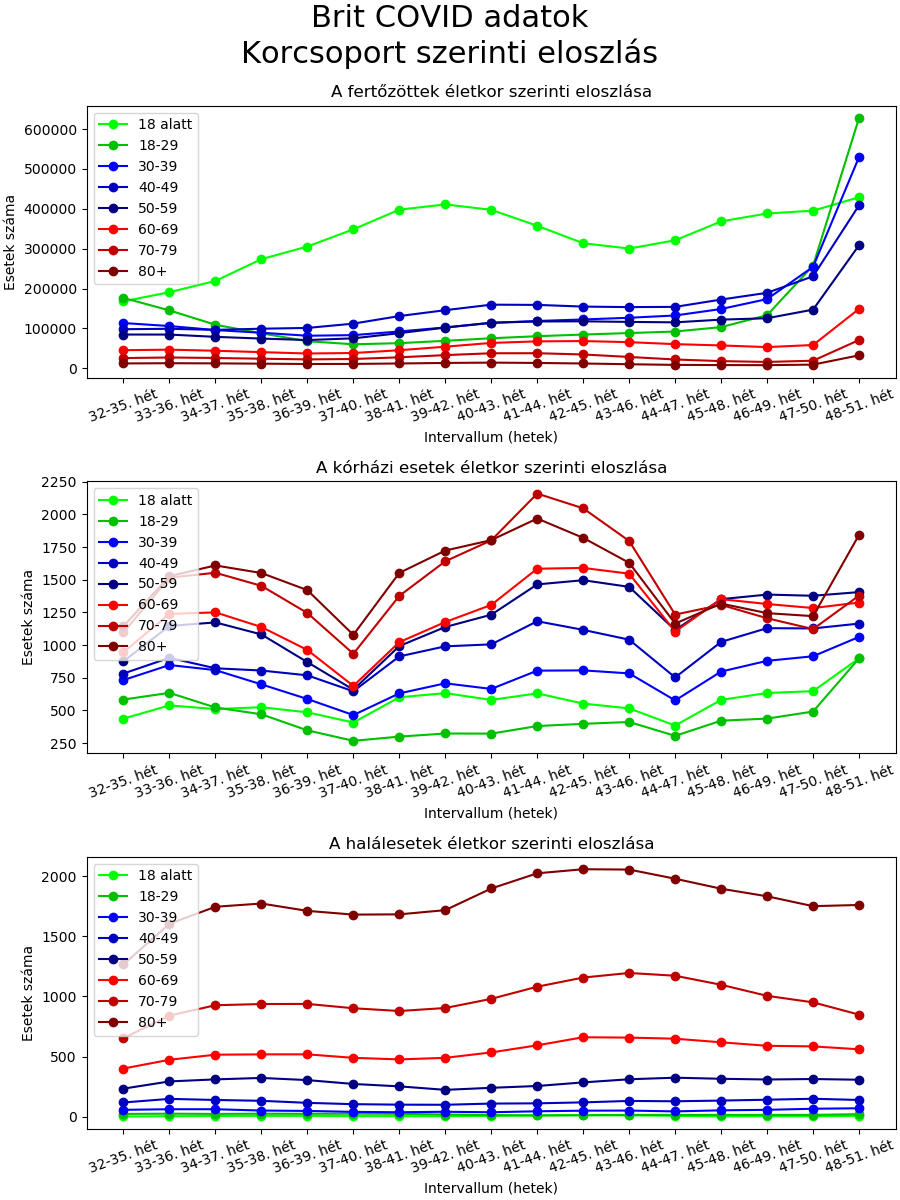 Brit COVID adatok
Korcsoport szerinti eloszlás
A fertőzöttek életkor szerinti eloszlása
600000
500000
400000
300000
200000
100000
0
Esetek száma
18 alatt
18-29
30-39
40-49
50-59
60-69
70-79
80+
32-35. hét
33-36. hét
34-37. hét
35-38. hét
36-39. hét
37-40. hét
38-41. hét
39-42. hét
40-43. hét
41-44. hét
42-45. hét
43-46. hét
44-47. hét
45-48. hét
46-49. hét
47-50. hét
48-51. hét
Intervallum (hetek)
A kórházi esetek életkor szerinti eloszlása
2250
2000
1750
1500
1250
1000
750
500
250
Esetek száma
18 alatt
18-29
30-39
40-49
50-59
60-69
70-79
80+
32-35. hét
33-36. hét
34-37. hét
35-38. hét
36-39. hét
37-40. hét
38-41. hét
39-42. hét
40-43. hét
41-44. hét
42-45. hét
43-46. hét
44-47. hét
45-48. hét
46-49. hét
47-50. hét
48-51. hét
Intervallum (hetek)
A halálesetek életkor szerinti eloszlása
2000
1500
1000
500
0
Esetek száma
18 alatt
18-29
30-39
40-49
50-59
60-69
70-79
80+
32-35. hét
33-36. hét
34-37. hét
35-38. hét
36-39. hét
37-40. hét
38-41. hét
39-42. hét
40-43. hét
41-44. hét
42-45. hét
43-46. hét
44-47. hét
45-48. hét
46-49. hét
47-50. hét
48-51. hét
Intervallum (hetek)